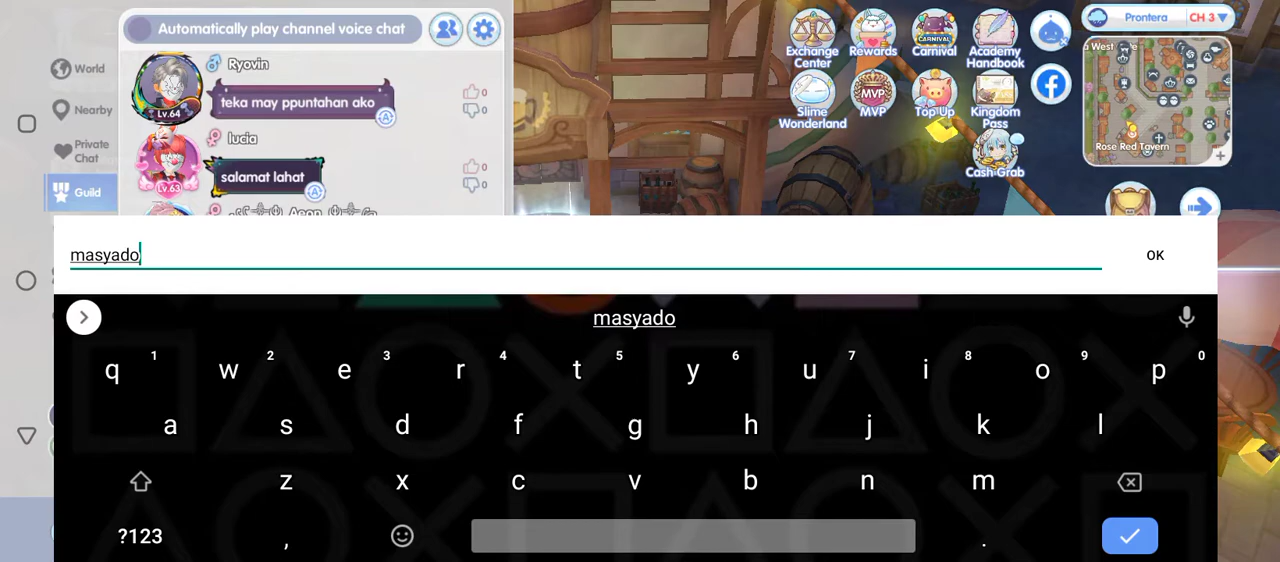 Automatically play channel voice chat
World
Nearby
Private
Chat
Guild
Ryovin
teka may ppuntahan ako
Lv.64
0
0
lucia
salamat lahat
Lv.63
0
0
Aeon
Exchange
Center
Rewards
CARNIVAL
Carnival
Academy
Handbook
Slime
Wonderland
MVP
MVP
Top Up
Kingdom
Pass
Cash Grab
Prontera
CH 3
a West
Rose Red Tavern
masyado
OK
masyado
1 2 3 4 5 6 7 8 9 0
q w e r t y u i o p
a s d f g h j k l
z x c v b n m
?123 , .